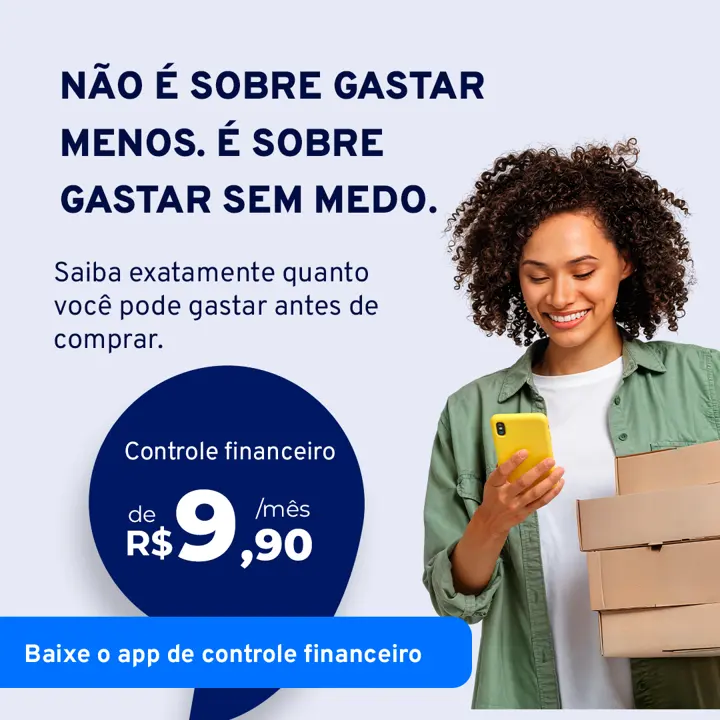 NÃO É SOBRE GASTAR
MENOS. É SOBRE
GASTAR SEM MEDO.
Saiba exatamente quanto
você pode gastar antes de
comprar.
Controle financeiro
de
R$9,90
/mês
Baixe o app de controle financeiro